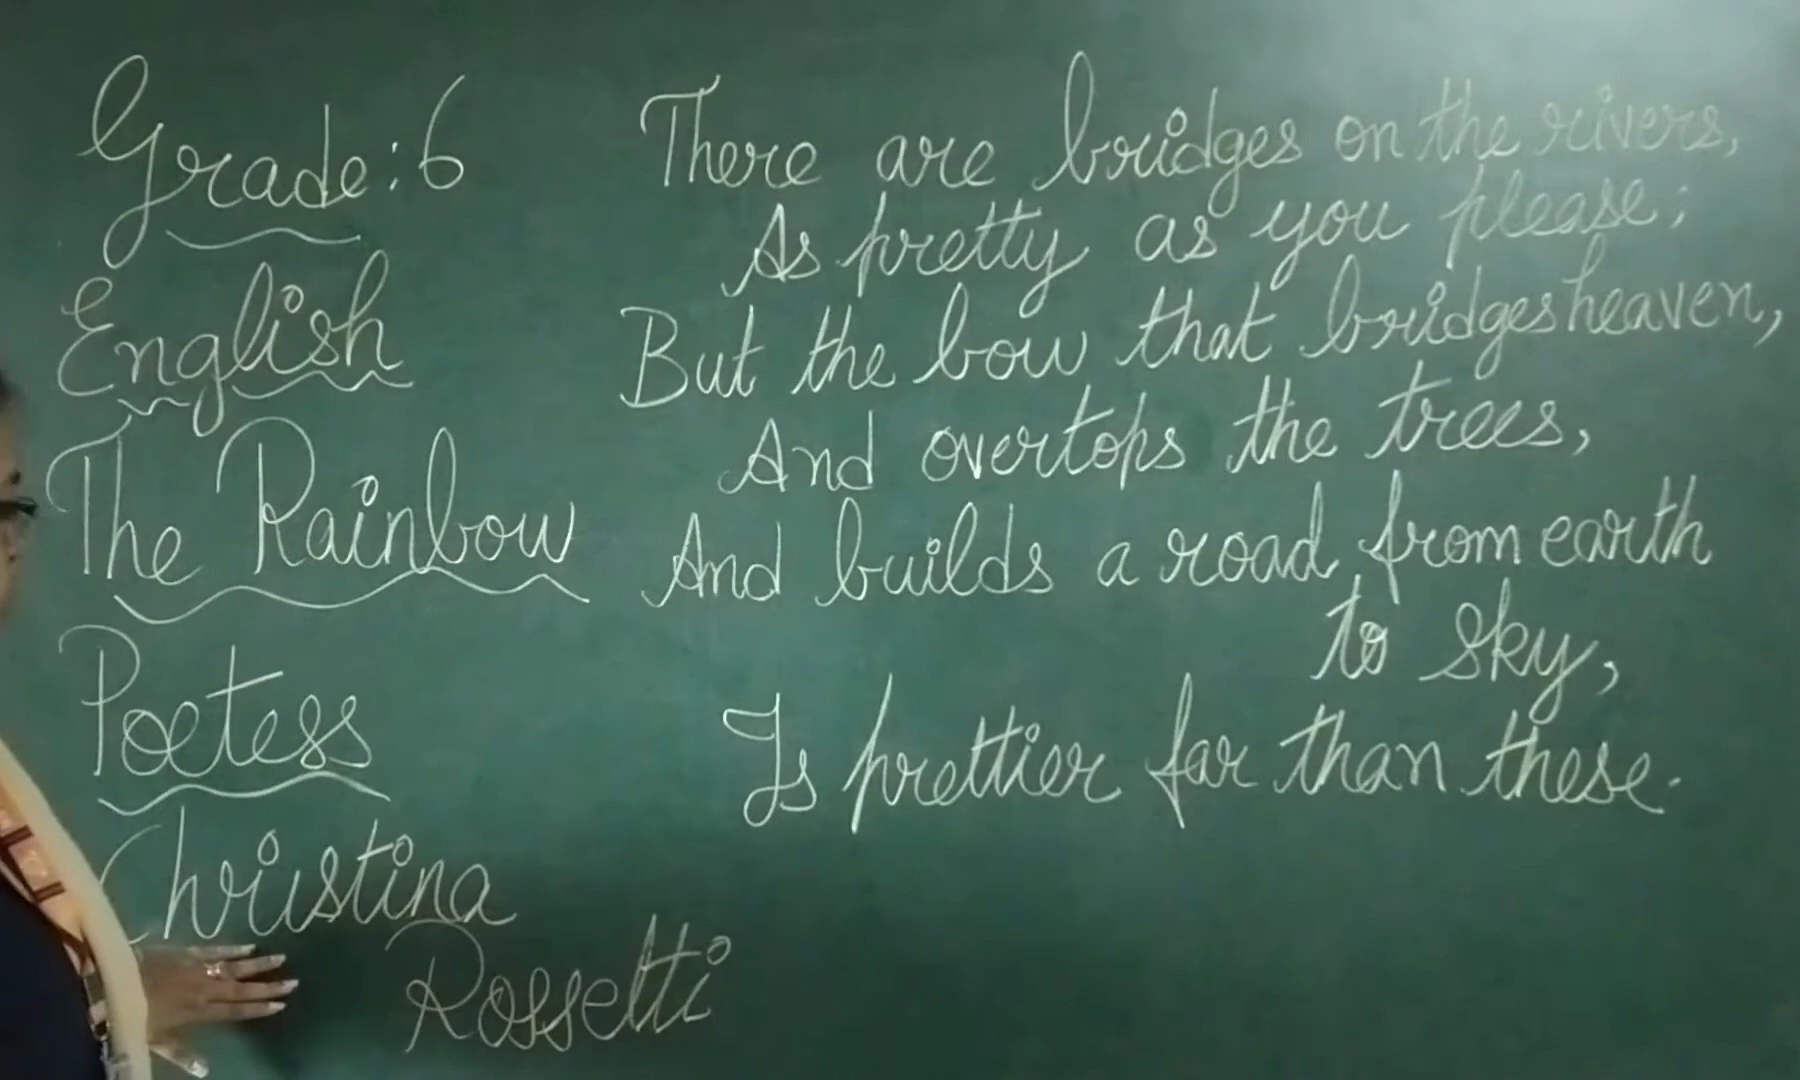 Grade: 6
English
The Rainbow
Poetess
Christina
Rossetti
There are bridges on the rivers,
As pretty as you please;
But the bow that bridges heaven,
And overtops the trees,
And builds a road from earth
to sky,
Is prettier far than these.